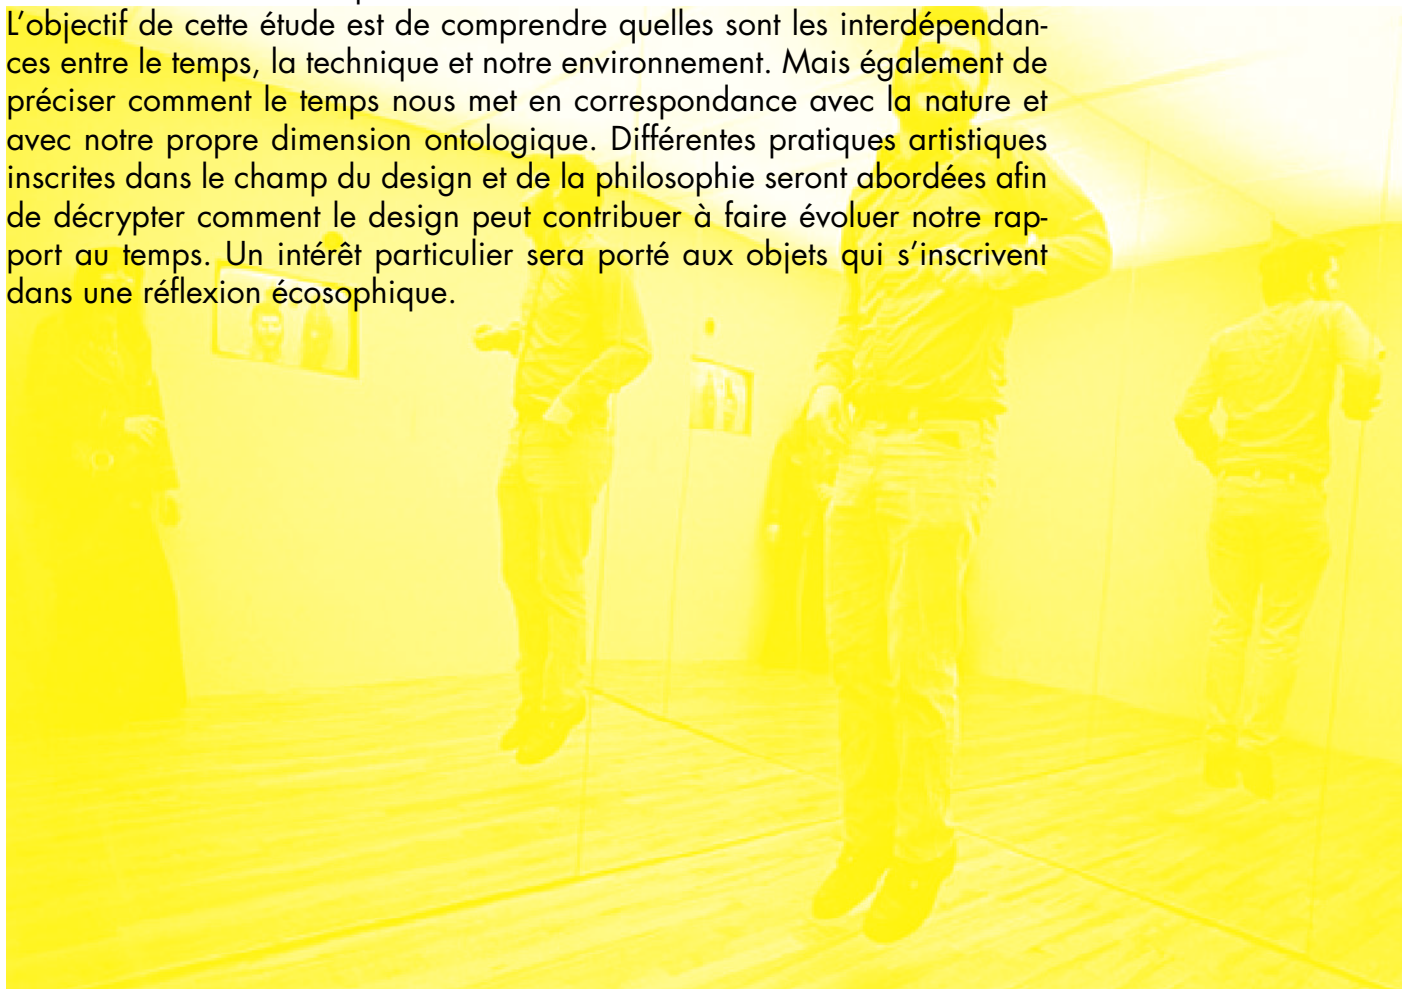 L’objectif de cette étude est de comprendre quelles sont les interdépendan-
ces entre le temps, la technique et notre environnement. Mais également de
préciser comment le temps nous met en correspondance avec la nature et
avec notre propre dimension ontologique. Différentes pratiques artistiques
inscrites dans le champ du design et de la philosophie seront abordées afin
de décrypter comment le design peut contribuer à faire évoluer notre rap-
port au temps. Un intérêt particulier sera porté aux objets qui s’inscrivent
dans une réflexion écosophique.